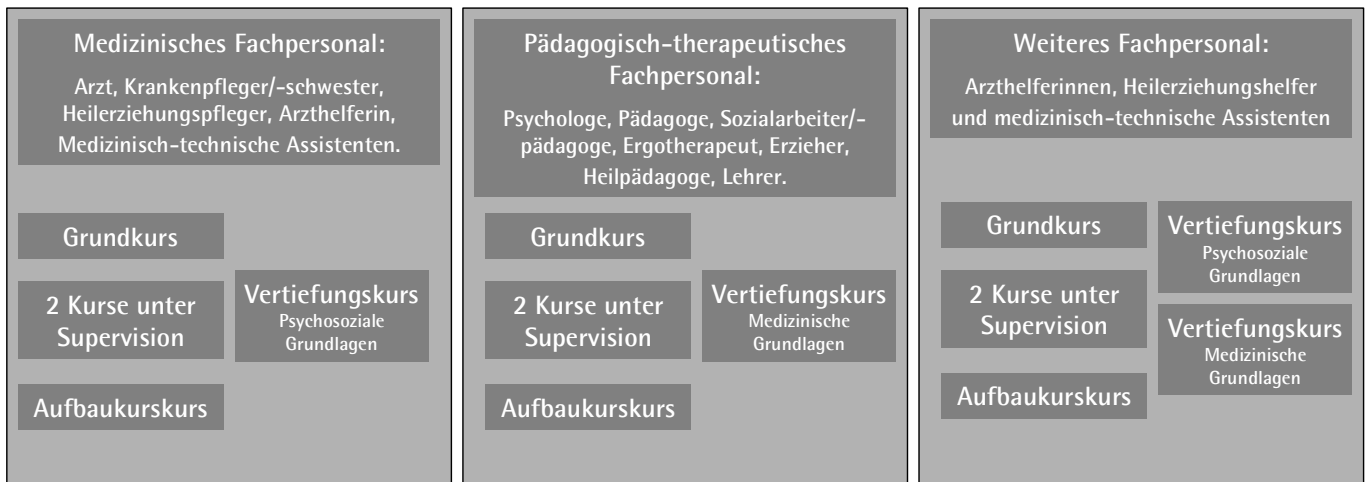 Medizinisches Fachpersonal:
Arzt, Krankenpfleger/-schwester,
Heilerziehungspfleger, Arzthelferin,
Medizinisch-technische Assistenten.
Grundkurs
2 Kurse unter
Supervision
Vertiefungskurs
Psychosoziale
Grundlagen
Aufbaukurskurs
Pädagogisch-therapeutisches
Fachpersonal:
Psychologe, Pädagoge, Sozialarbeiter/-
pädagoge, Ergotherapeut, Erzieher,
Heilpädagoge, Lehrer.
Grundkurs
2 Kurse unter
Supervision
Vertiefungskurs
Medizinische
Grundlagen
Aufbaukurskurs
Weiteres Fachpersonal:
Arzthelferinnen, Heilerziehungshelfer
und medizinisch-technische Assistenten
Grundkurs
2 Kurse unter
Supervision
Aufbaukurskurs
Vertiefungskurs
Psychosoziale
Grundlagen
Vertiefungskurs
Medizinische
Grundlagen